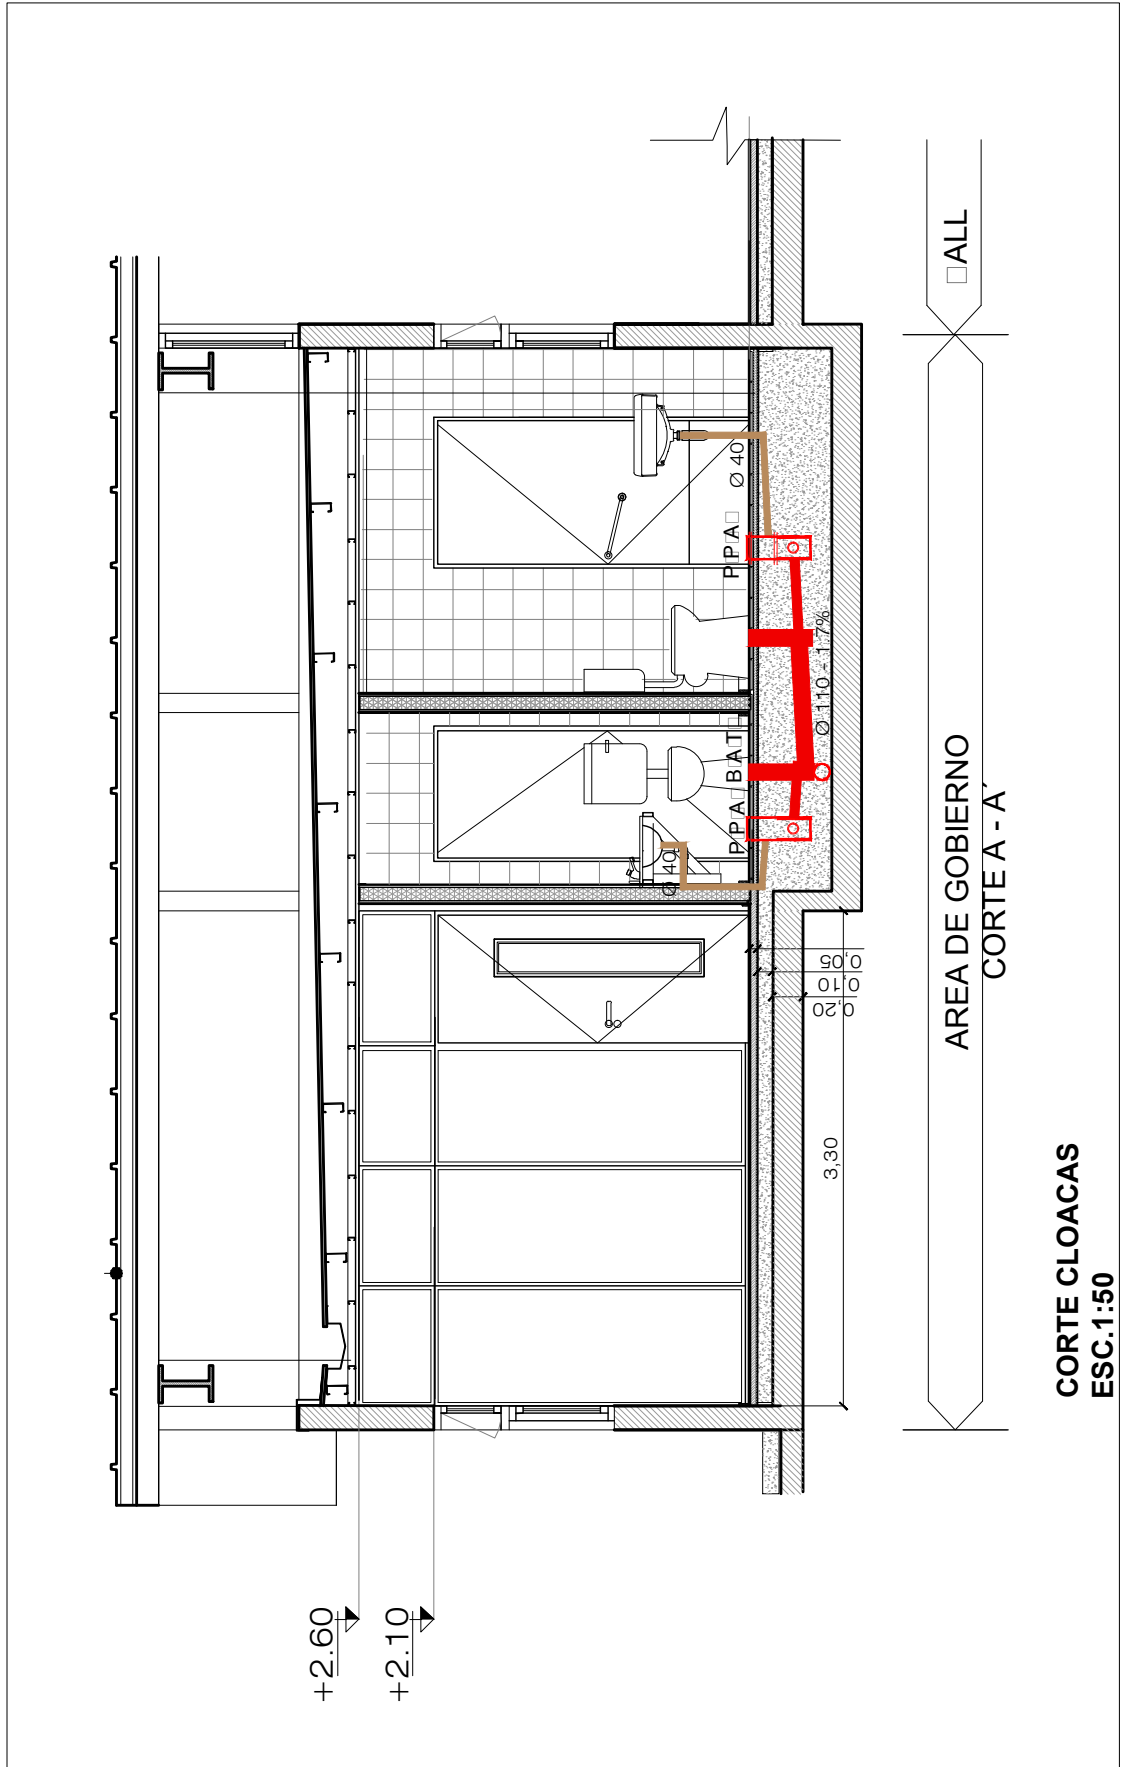 +2.60
+2.10
P P A □
Ø 40
P P A □ BAT □
Ø 40
Ø 110 - 1.7%
0,05
0,10
0,20
3,30
□ALL
AREA DE GOBIERNO
CORTE A - A´
CORTE CLOACAS
ESC.1:50